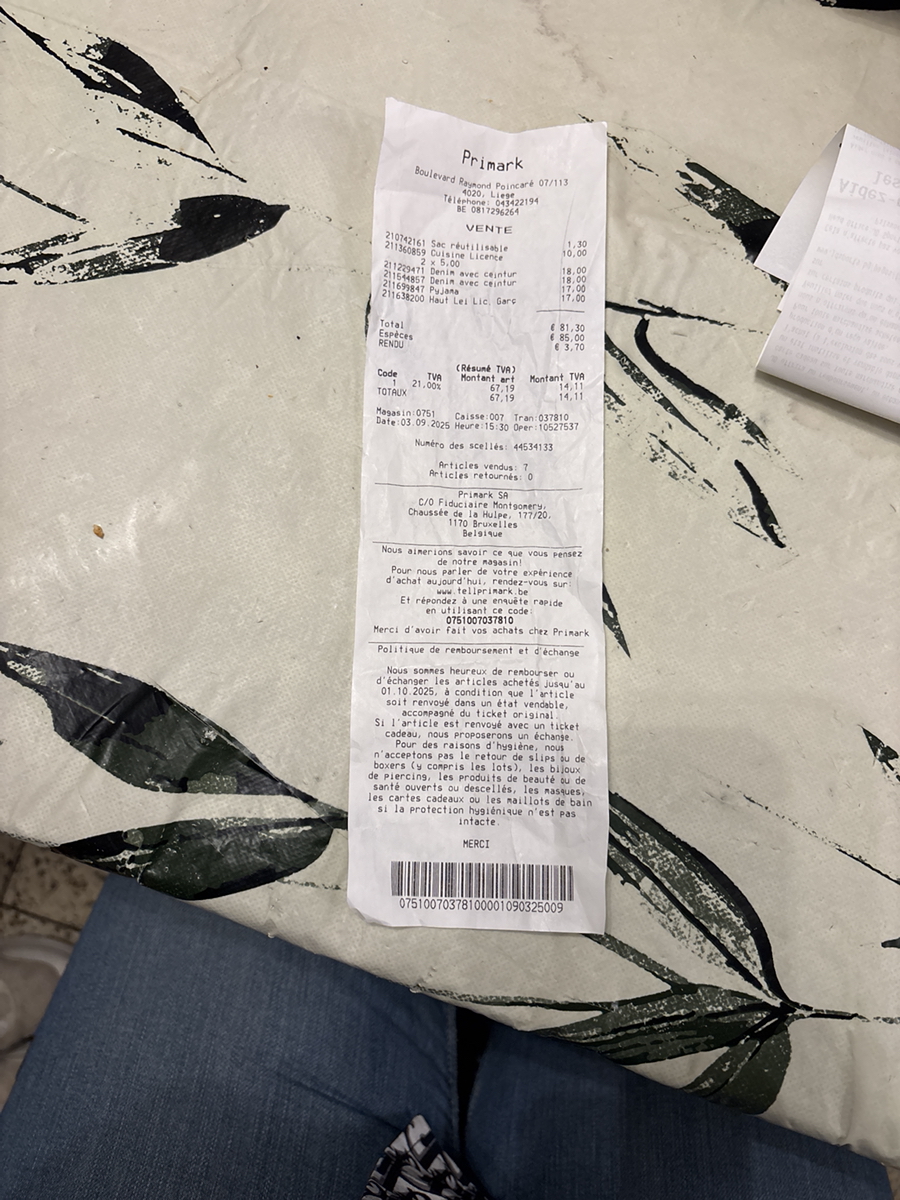 Primark
Boulevard Raymond Poincaré 07/113
4020, Liege
Téléphone: 043422194
BE 0817296264
VENTE
210742161 Sac réutilisable 1,30
211360859 Cuisine Licence 10,00
2 x 5,00
211229471 Denim avec ceintur 18,00
211544857 Denim avec ceintur 18,00
211699847 Pyjama 17,00
211638200 Haut Lei Lic. Garç 17,00
Total € 81,30
Espèces € 85,00
RENDU € 3,70
(Résumé TVA)
Code TVA Montant art Montant TVA
1 21,00% 67,19 14,11
TOTAUX 67,19 14,11
Magasin:0751 Caisse:007 Tran:037810
Date:03.09.2025 Heure:15:30 Oper:10527537
Numéro des scellés: 44534133
Articles vendus: 7
Articles retournés: 0
Primark SA
C/O Fiduciaire Montgomery,
Chaussée de la Hulpe, 177/20,
1170 Bruxelles
Belgique
Nous aimerions savoir ce que vous pensez
de notre magasin!
Pour nous parler de votre expérience
d'achat aujourd'hui, rendez-vous sur:
www.tellprimark.be
Et répondez à une enquête rapide
en utilisant ce code:
0751007037810
Merci d'avoir fait vos achats chez Primark
Politique de remboursement et d'échange
Nous sommes heureux de rembourser ou
d'échanger les articles achetés jusqu'au
01.10.2025, à condition que l'article
soit renvoyé dans un état vendable,
accompagné du ticket original.
Si l'article est renvoyé avec un ticket
cadeau, nous proposerons un échange.
Pour des raisons d'hygiène, nous
n'acceptons pas le retour de slips ou de
boxers (y compris les lots), les bijoux
de piercing, les produits de beauté ou de
santé ouverts ou descellés, les masques,
les cartes cadeaux ou les maillots de bain
si la protection hygiénique n'est pas
intacte.
MERCI
07510070378100001090325009